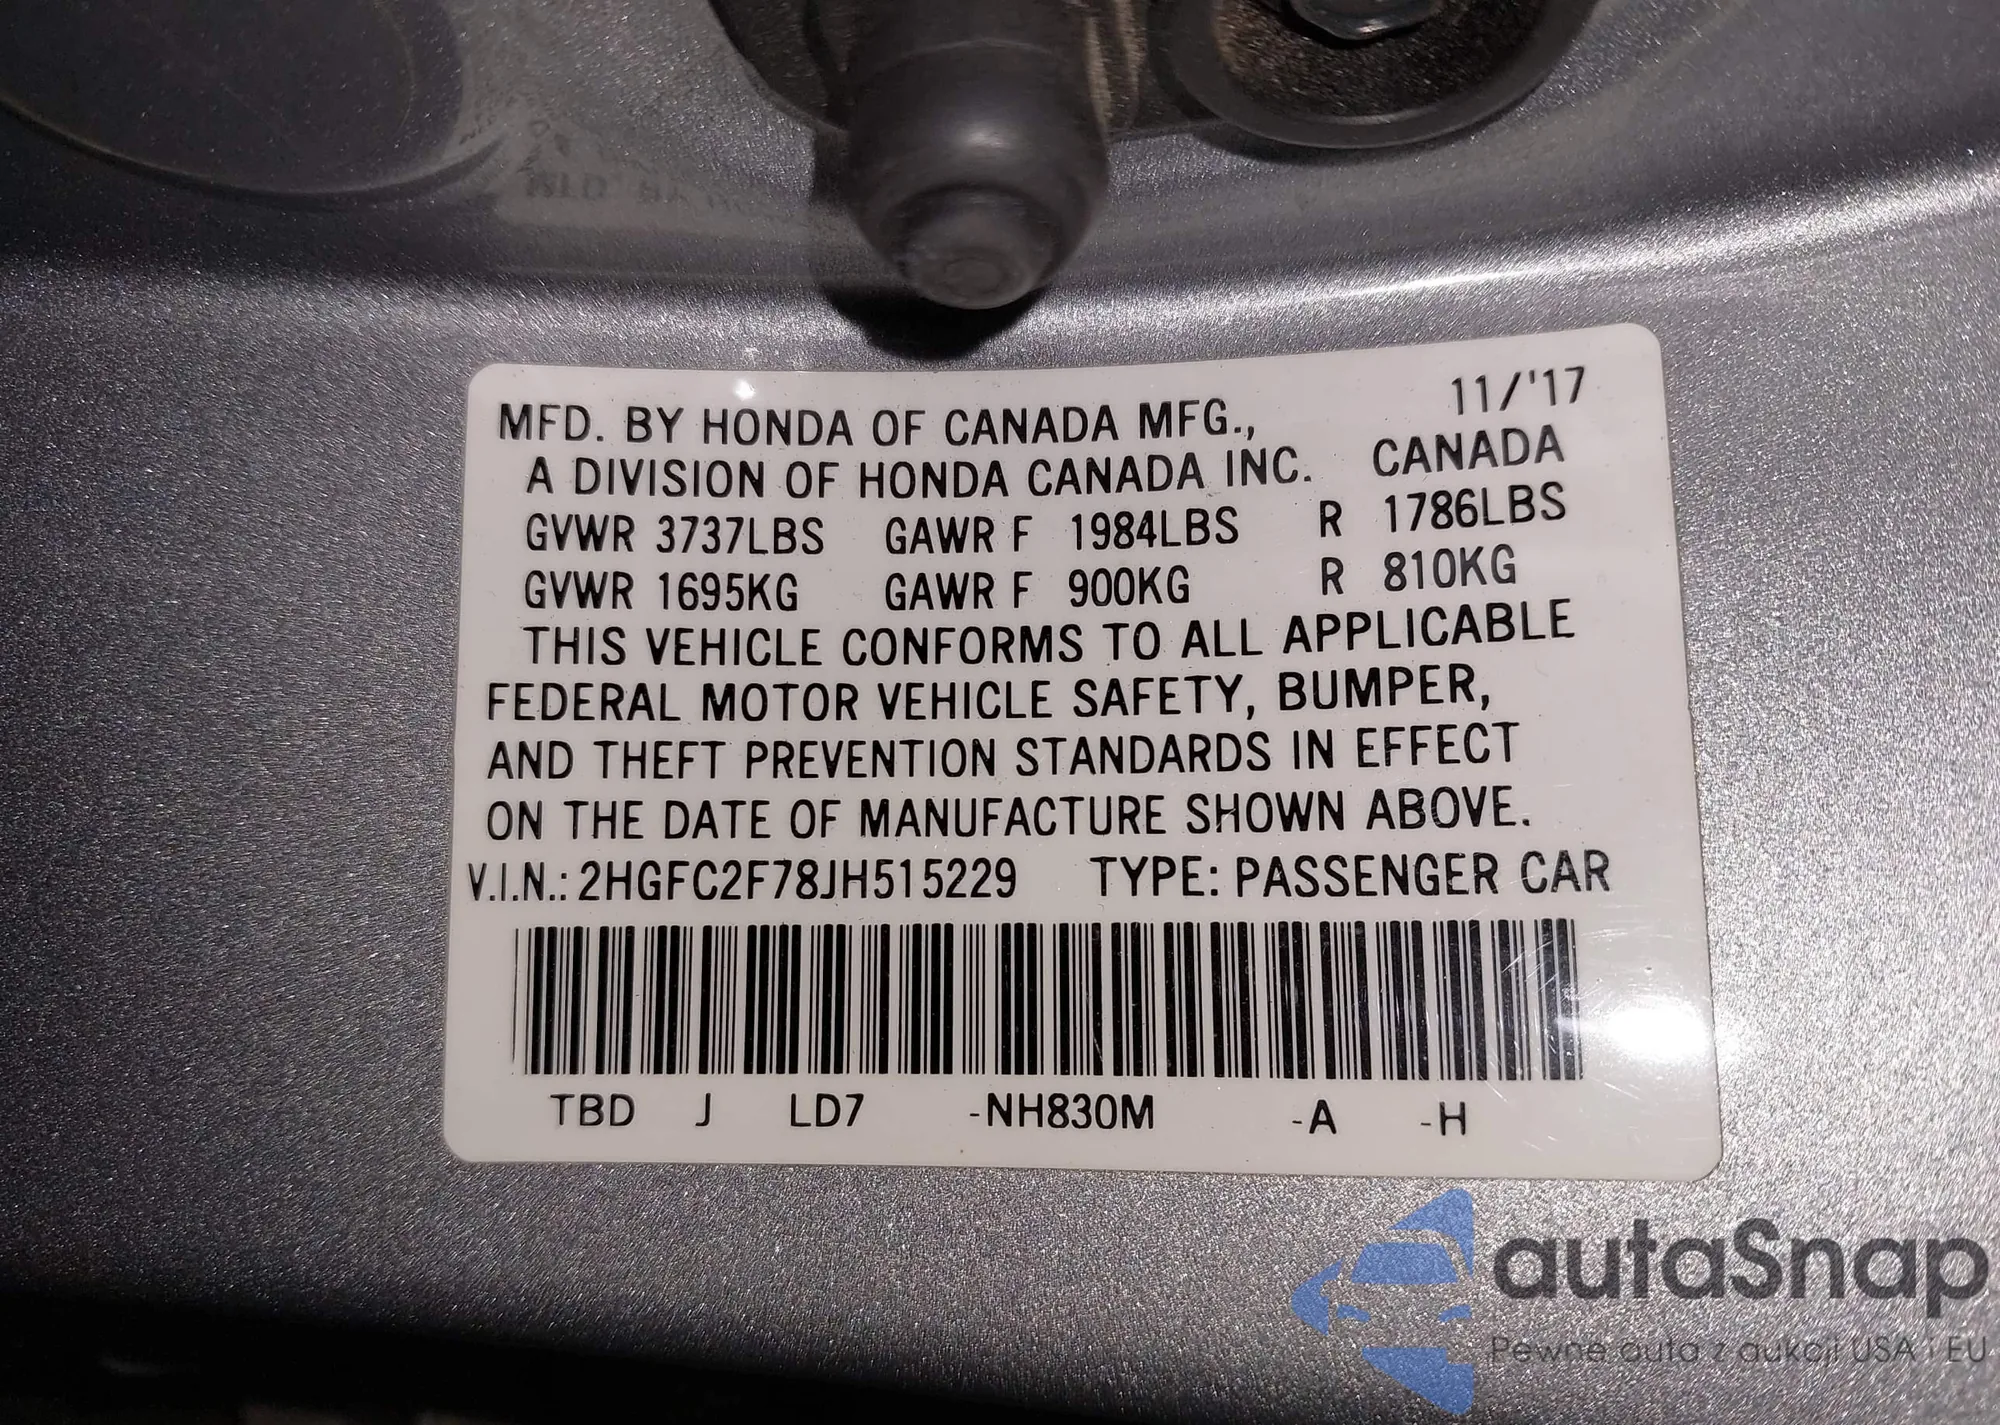 MFD. BY HONDA OF CANADA MFG., 11/'17
A DIVISION OF HONDA CANADA INC. CANADA
GVWR 3737LBS GAWR F 1984LBS R 1786LBS
GVWR 1695KG GAWR F 900KG R 810KG
THIS VEHICLE CONFORMS TO ALL APPLICABLE
FEDERAL MOTOR VEHICLE SAFETY, BUMPER,
AND THEFT PREVENTION STANDARDS IN EFFECT
ON THE DATE OF MANUFACTURE SHOWN ABOVE.
V.I.N.: 2HGFC2F78JH515229 TYPE: PASSENGER CAR
TBD J LD7 -NH830M -A -H
autaSnap
Pewne auta z aukcji USA i EU